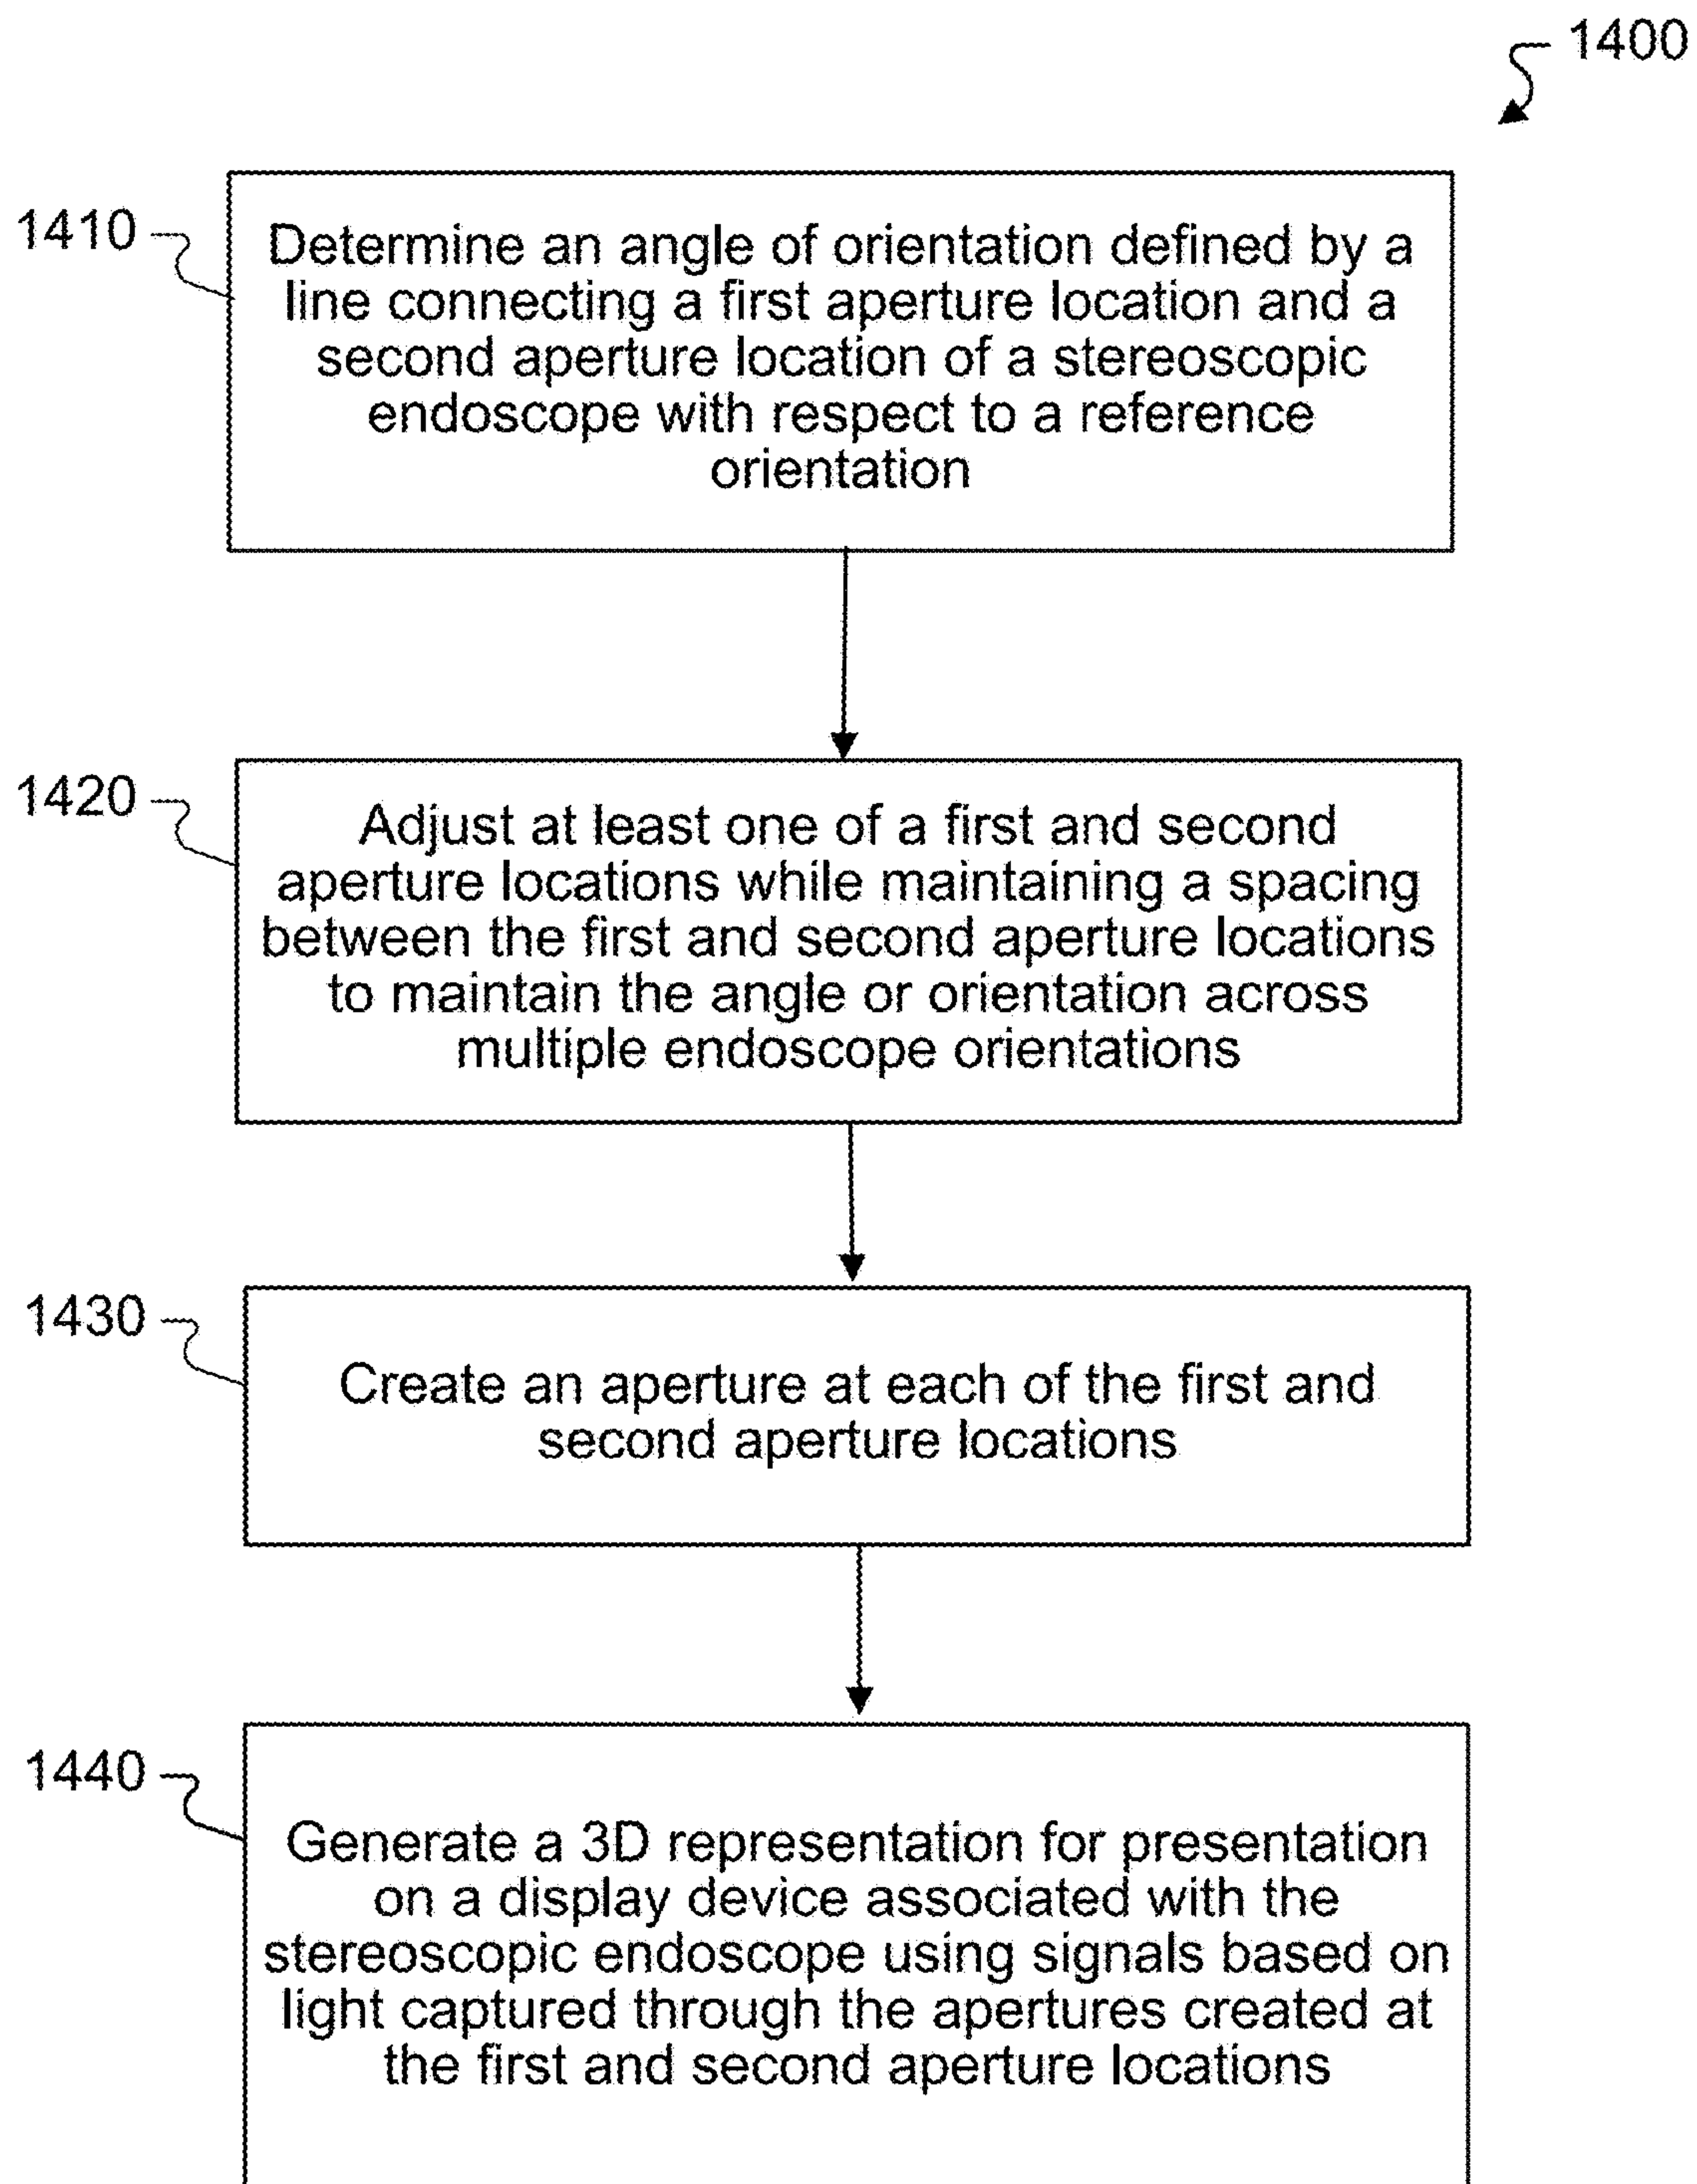 1400
1410
Determine an angle of orientation defined by a
line connecting a first aperture location and a
second aperture location of a stereoscopic
endoscope with respect to a reference
orientation
1420
Adjust at least one of a first and second
aperture locations while maintaining a spacing
between the first and second aperture locations
to maintain the angle or orientation across
multiple endoscope orientations
1430
Create an aperture at each of the first and
second aperture locations
1440
Generate a 3D representation for presentation
on a display device associated with the
stereoscopic endoscope using signals based on
light captured through the apertures created at
the first and second aperture locations